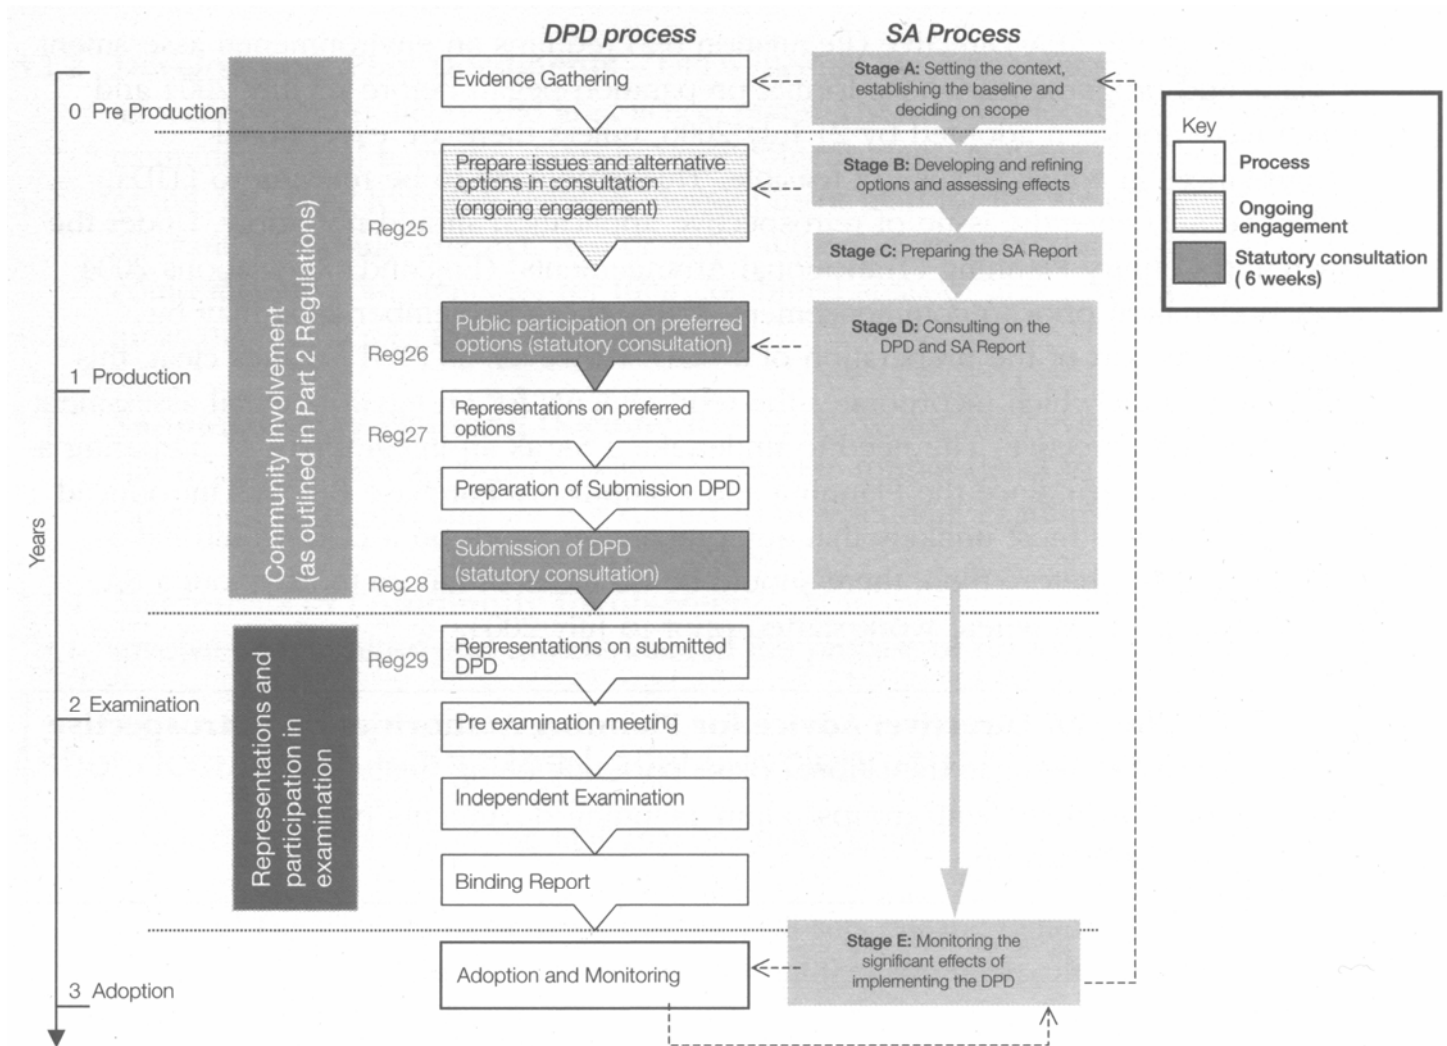 DPD process
SA Process
Evidence Gathering
Stage A: Setting the context,
establishing the baseline and
deciding on scope
Key
Process
Ongoing
engagement
Statutory consultation
( 6 weeks)
0 Pre Production
Prepare issues and alternative
options in consultation
(ongoing engagement)
Stage B: Developing and refining
options and assessing effects
Reg25
Stage C: Preparing the SA Report
Community Involvement
(as outlined in Part 2 Regulations)
Public participation on preferred
options (statutory consultation)
Stage D: Consulting on the
DPD and SA Report
Reg26
1 Production
Representations on preferred
options
Reg27
Preparation of Submission DPD
Years
Submission of DPD
(statutory consultation)
Reg28
Representations on submitted
DPD
Reg29
2 Examination
Pre examination meeting
Representations and
participation in
examination
Independent Examination
Binding Report
Stage E: Monitoring the
significant effects of
implementing the DPD
Adoption and Monitoring
3 Adoption